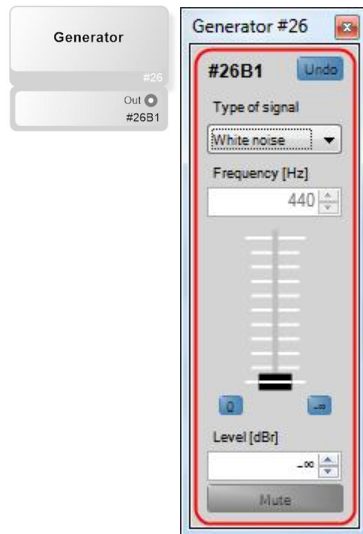 Generator
#26
Out
#26B1
Generator #26
#26B1
Undo
Type of signal
White noise
Frequency [Hz]
440
0
-∞
Level [dBr]
-∞
Mute